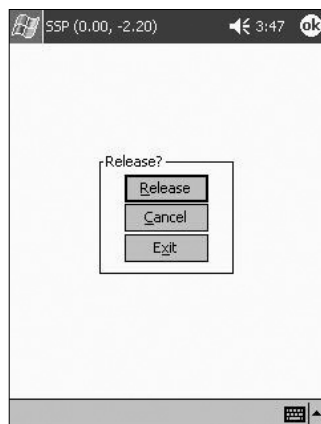 SSP (0.00, -2.20) 3:47 ok
Release?
Release
Cancel
Exit